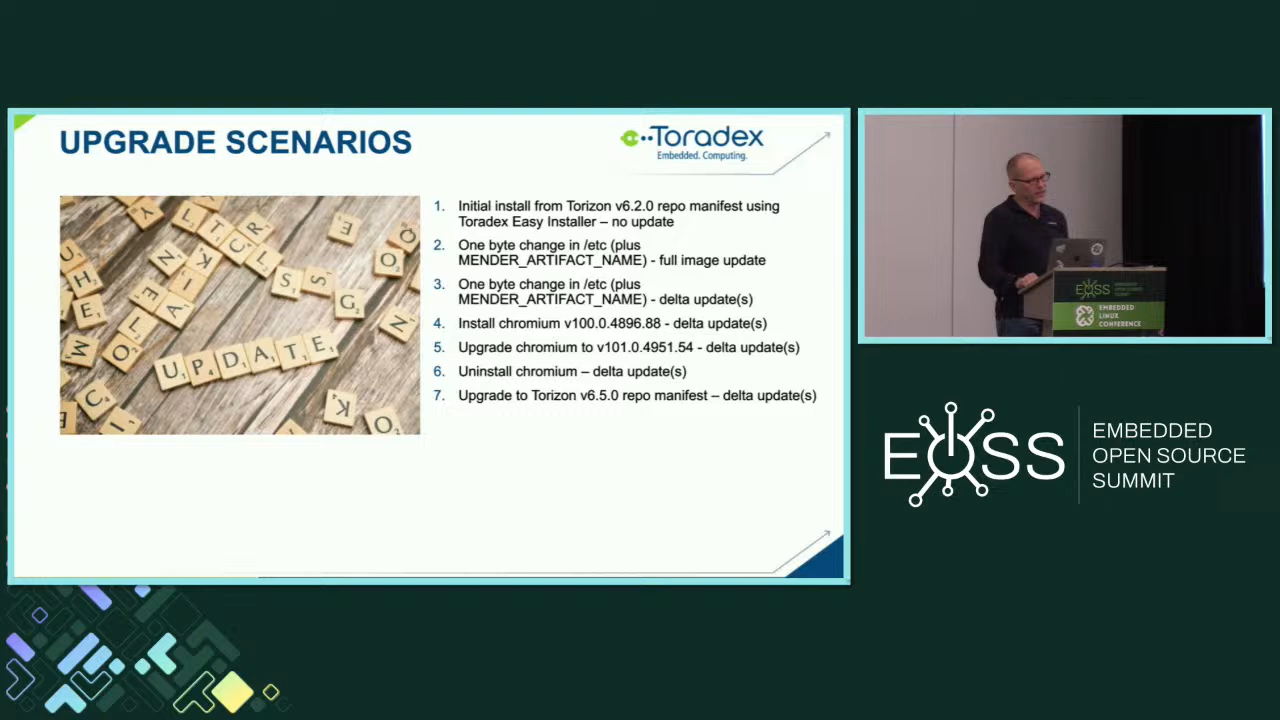 UPGRADE SCENARIOS
Toradex
Embedded. Computing.
1. Initial install from Torizon v6.2.0 repo manifest using
Toradex Easy Installer – no update
2. One byte change in /etc (plus
MENDER_ARTIFACT_NAME) - full image update
3. One byte change in /etc (plus
MENDER_ARTIFACT_NAME) - delta update(s)
4. Install chromium v100.0.4896.88 - delta update(s)
5. Upgrade chromium to v101.0.4951.54 - delta update(s)
6. Uninstall chromium – delta update(s)
7. Upgrade to Torizon v6.5.0 repo manifest – delta update(s)
UPDATE
EOSS
EMBEDDED
LINUX
CONFERENCE
EOSS
EMBEDDED
OPEN SOURCE
SUMMIT